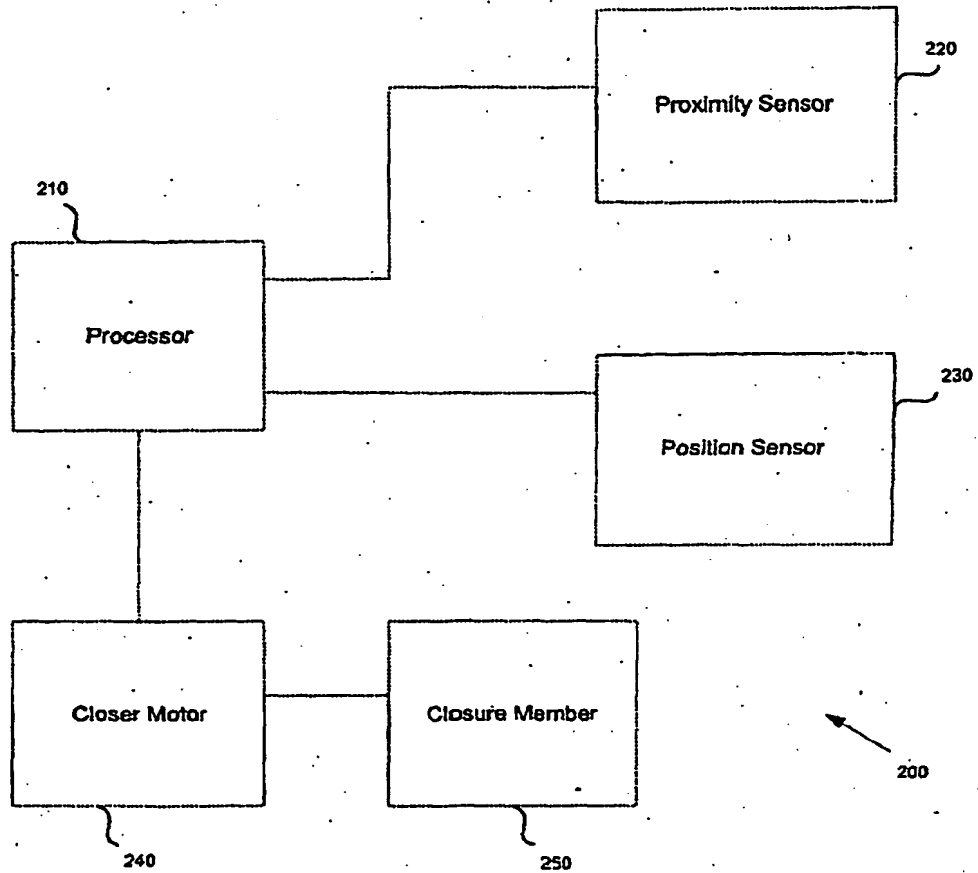 220
Proximity Sensor
210
Processor
230
Position Sensor
Closer Motor
Closure Member
200
240
250